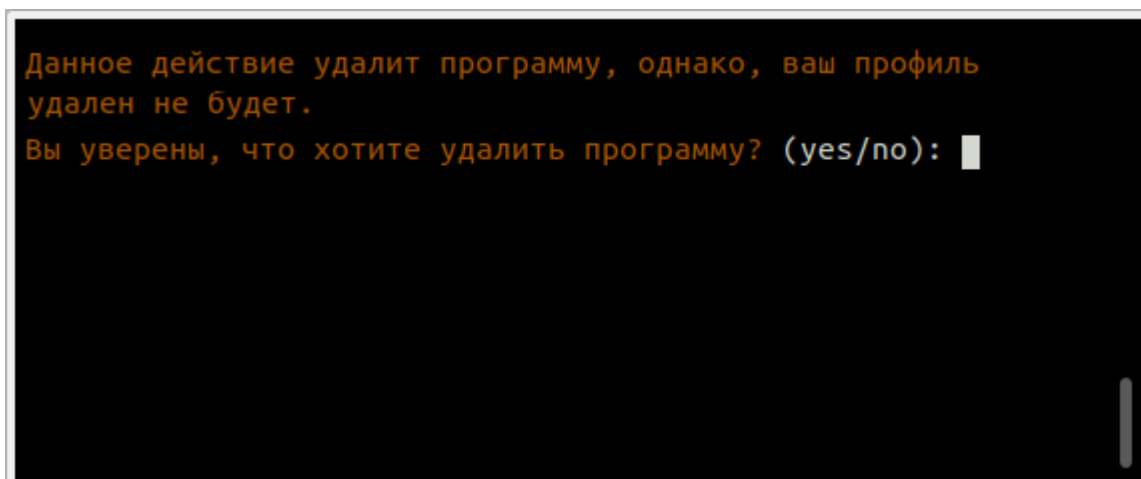 Данное действие удалит программу, однако, ваш профиль
удален не будет.
Вы уверены, что хотите удалить программу? (yes/no):